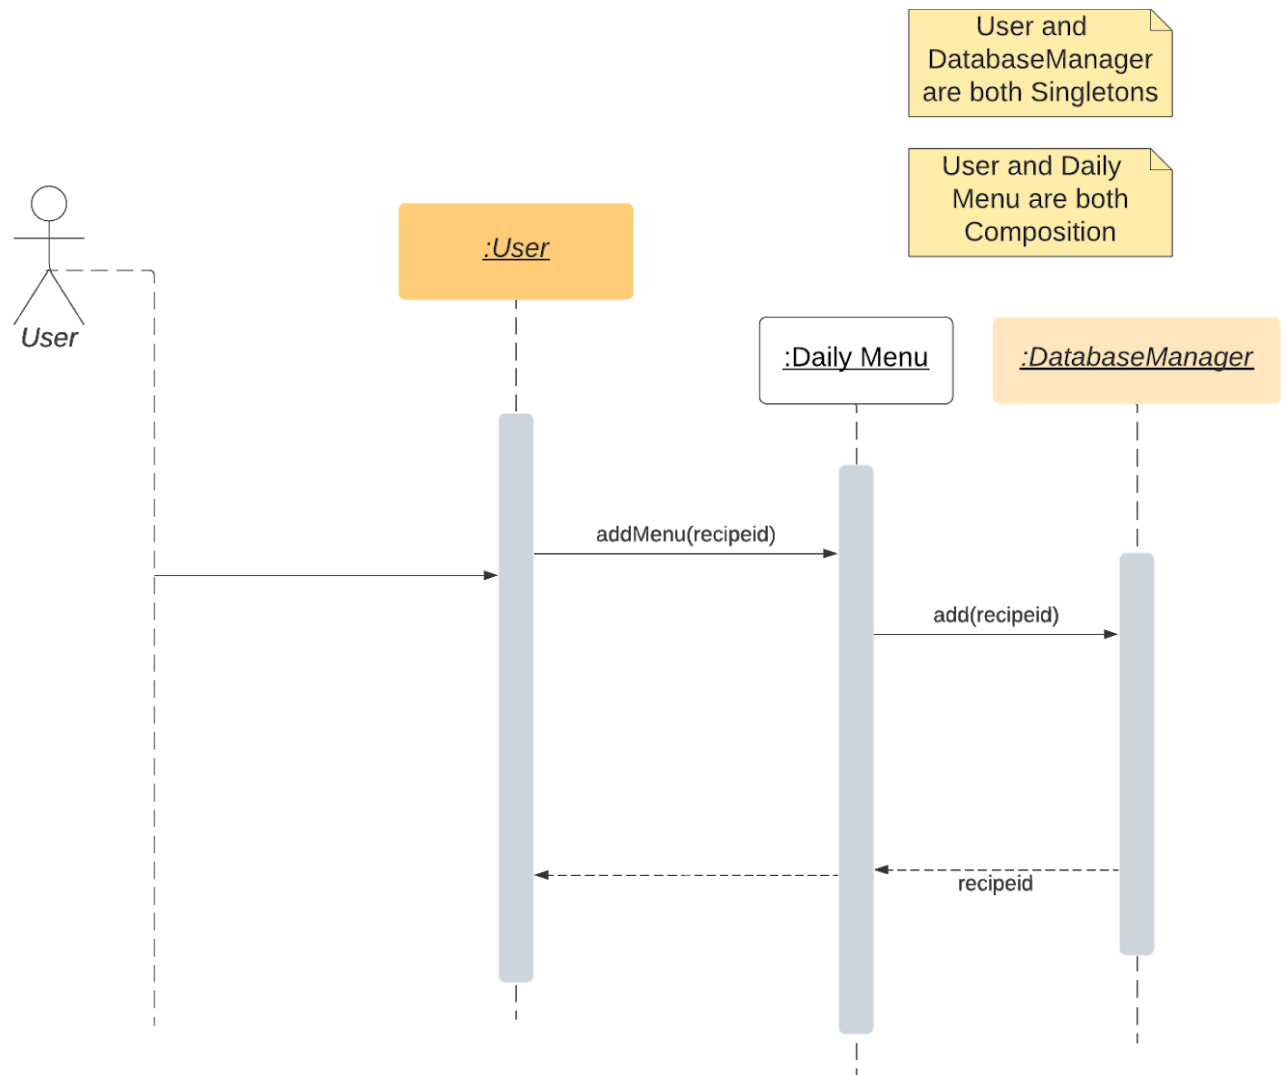 User and
DatabaseManager
are both Singletons
User and Daily
Menu are both
Composition
User
:User
:Daily Menu
:DatabaseManager
addMenu(recipeid)
add(recipeid)
recipeid